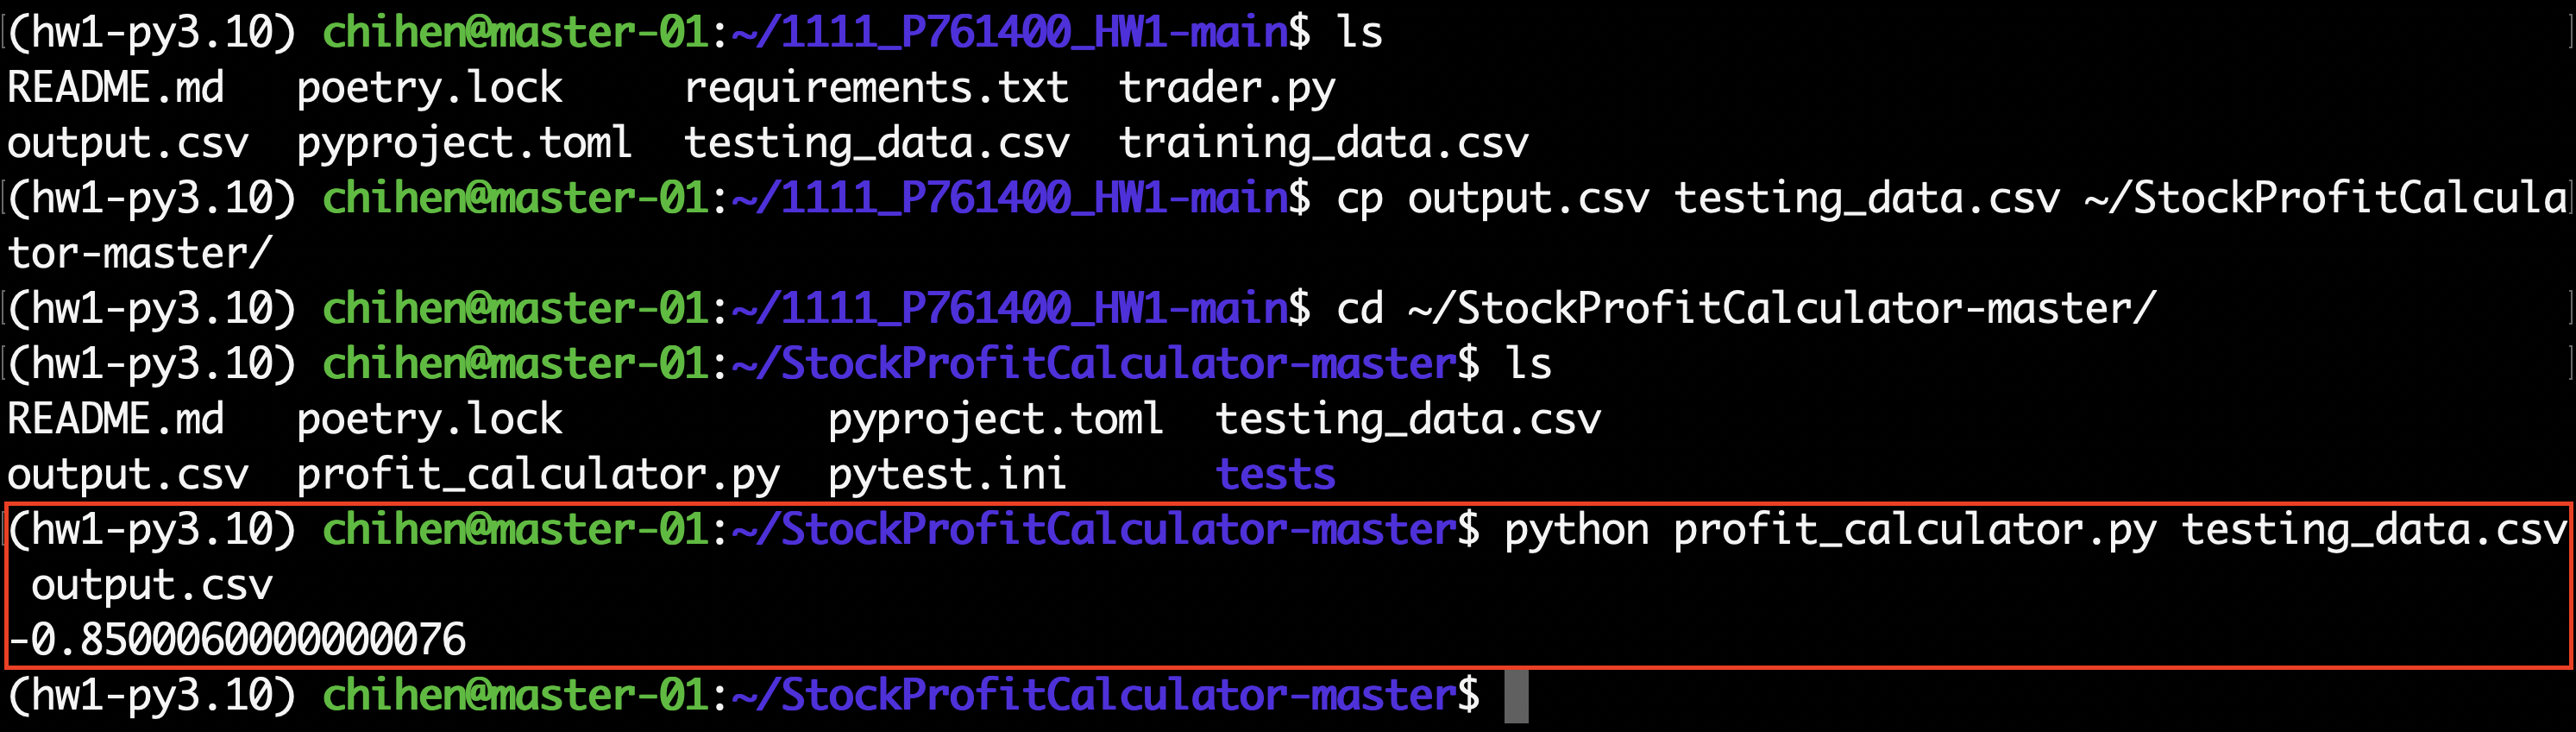 (hw1-py3.10) chihen@master-01:~/1111_P761400_HW1-main$ ls
README.md   poetry.lock     requirements.txt  trader.py
output.csv  pyproject.toml  testing_data.csv  training_data.csv
(hw1-py3.10) chihen@master-01:~/1111_P761400_HW1-main$ cp output.csv testing_data.csv ~/StockProfitCalcula
tor-master/
(hw1-py3.10) chihen@master-01:~/1111_P761400_HW1-main$ cd ~/StockProfitCalculator-master/
(hw1-py3.10) chihen@master-01:~/StockProfitCalculator-master$ ls
README.md   poetry.lock           pyproject.toml  testing_data.csv
output.csv  profit_calculator.py  pytest.ini      tests
(hw1-py3.10) chihen@master-01:~/StockProfitCalculator-master$ python profit_calculator.py testing_data.csv
 output.csv
-0.8500060000000076
(hw1-py3.10) chihen@master-01:~/StockProfitCalculator-master$